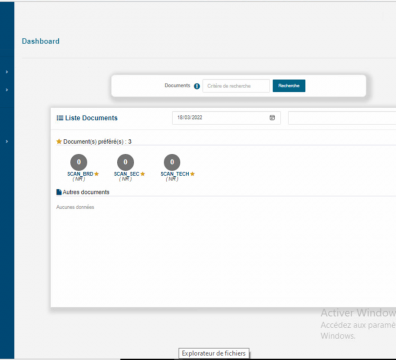 Dashboard
Documents
Critère de recherche
Recherche
Liste Documents
18/03/2022
Document(s) préféré(s) : 3
0 0 0
SCAN_BRD SCAN_SEC SCAN_TECH
Autres documents
Aucunes données
Activer Window
Accédez aux paramè
Windows.
Explorateur de fichiers